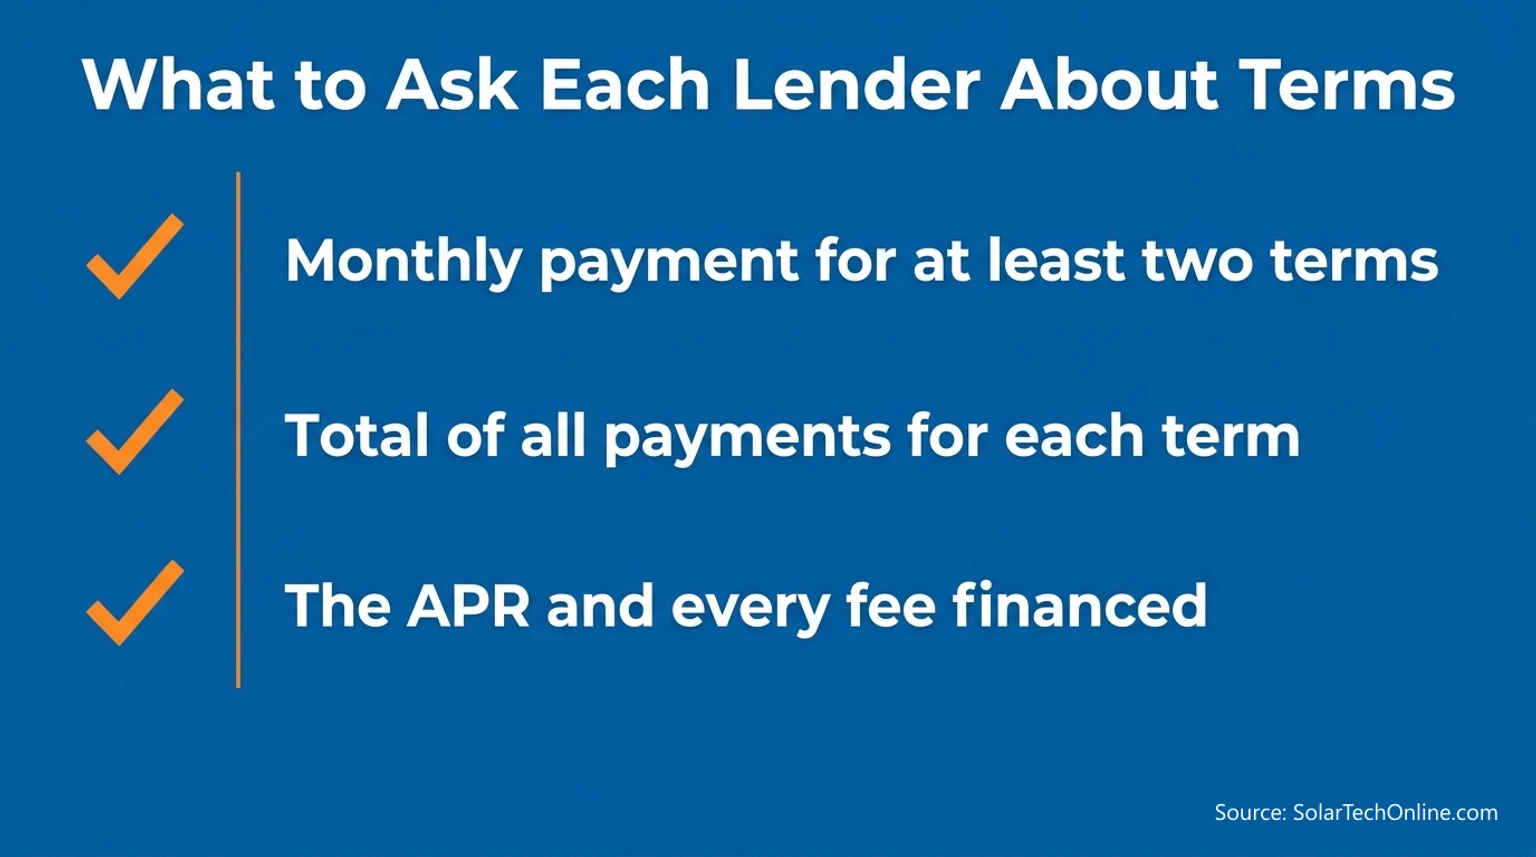 What to Ask Each Lender About Terms
Monthly payment for at least two terms
Total of all payments for each term
The APR and every fee financed
Source: SolarTechOnline.com